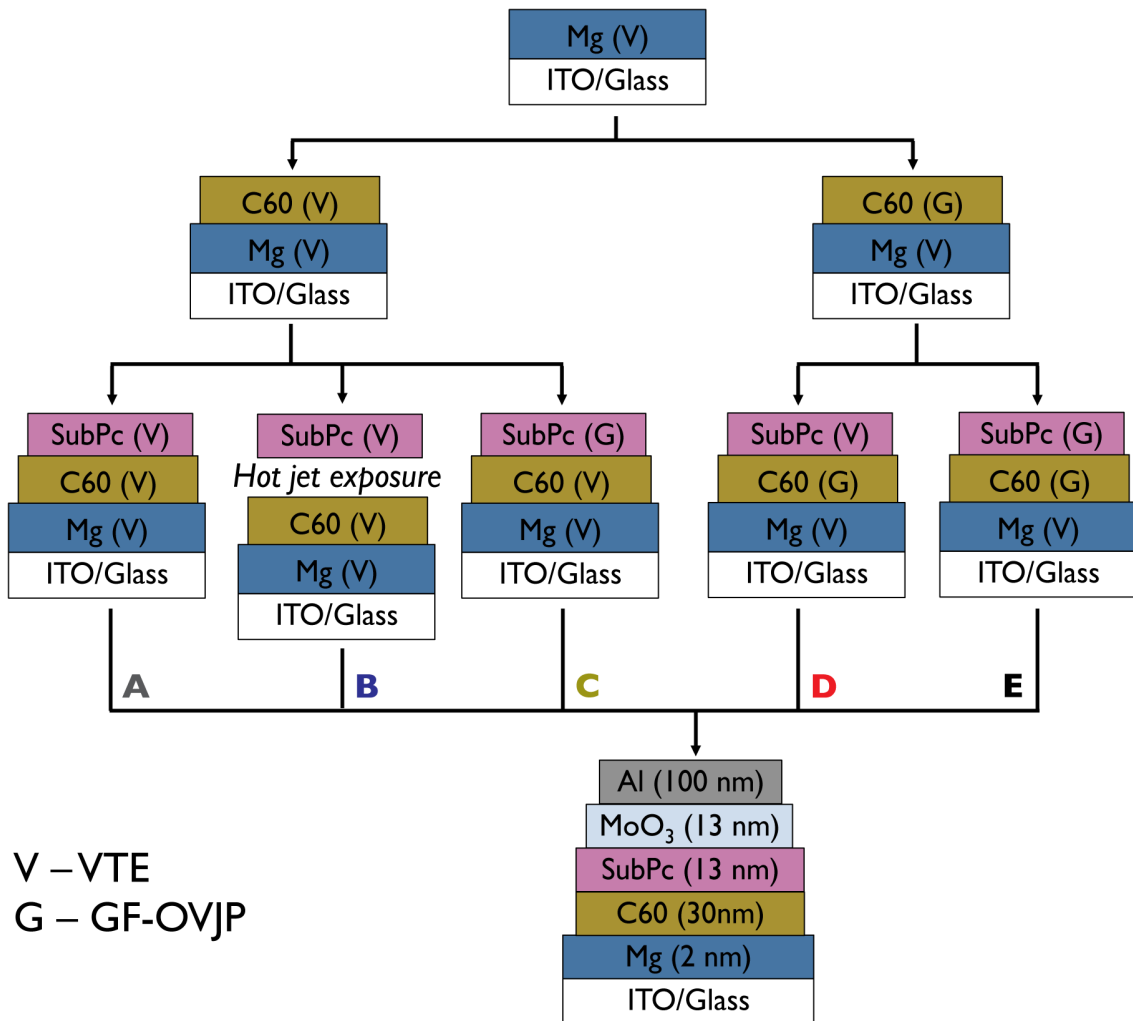 Mg (V)
ITO/Glass
C60 (V)
Mg (V)
ITO/Glass
C60 (G)
Mg (V)
ITO/Glass
SubPc (V)
C60 (V)
Mg (V)
ITO/Glass
SubPc (V)
Hot jet exposure
C60 (V)
Mg (V)
ITO/Glass
SubPc (G)
C60 (V)
Mg (V)
ITO/Glass
SubPc (V)
C60 (G)
Mg (V)
ITO/Glass
SubPc (G)
C60 (G)
Mg (V)
ITO/Glass
A
B
C
D
E
Al (100 nm)
MoO₃ (13 nm)
SubPc (13 nm)
C60 (30nm)
Mg (2 nm)
ITO/Glass
V – VTE
G – GF-OVJP